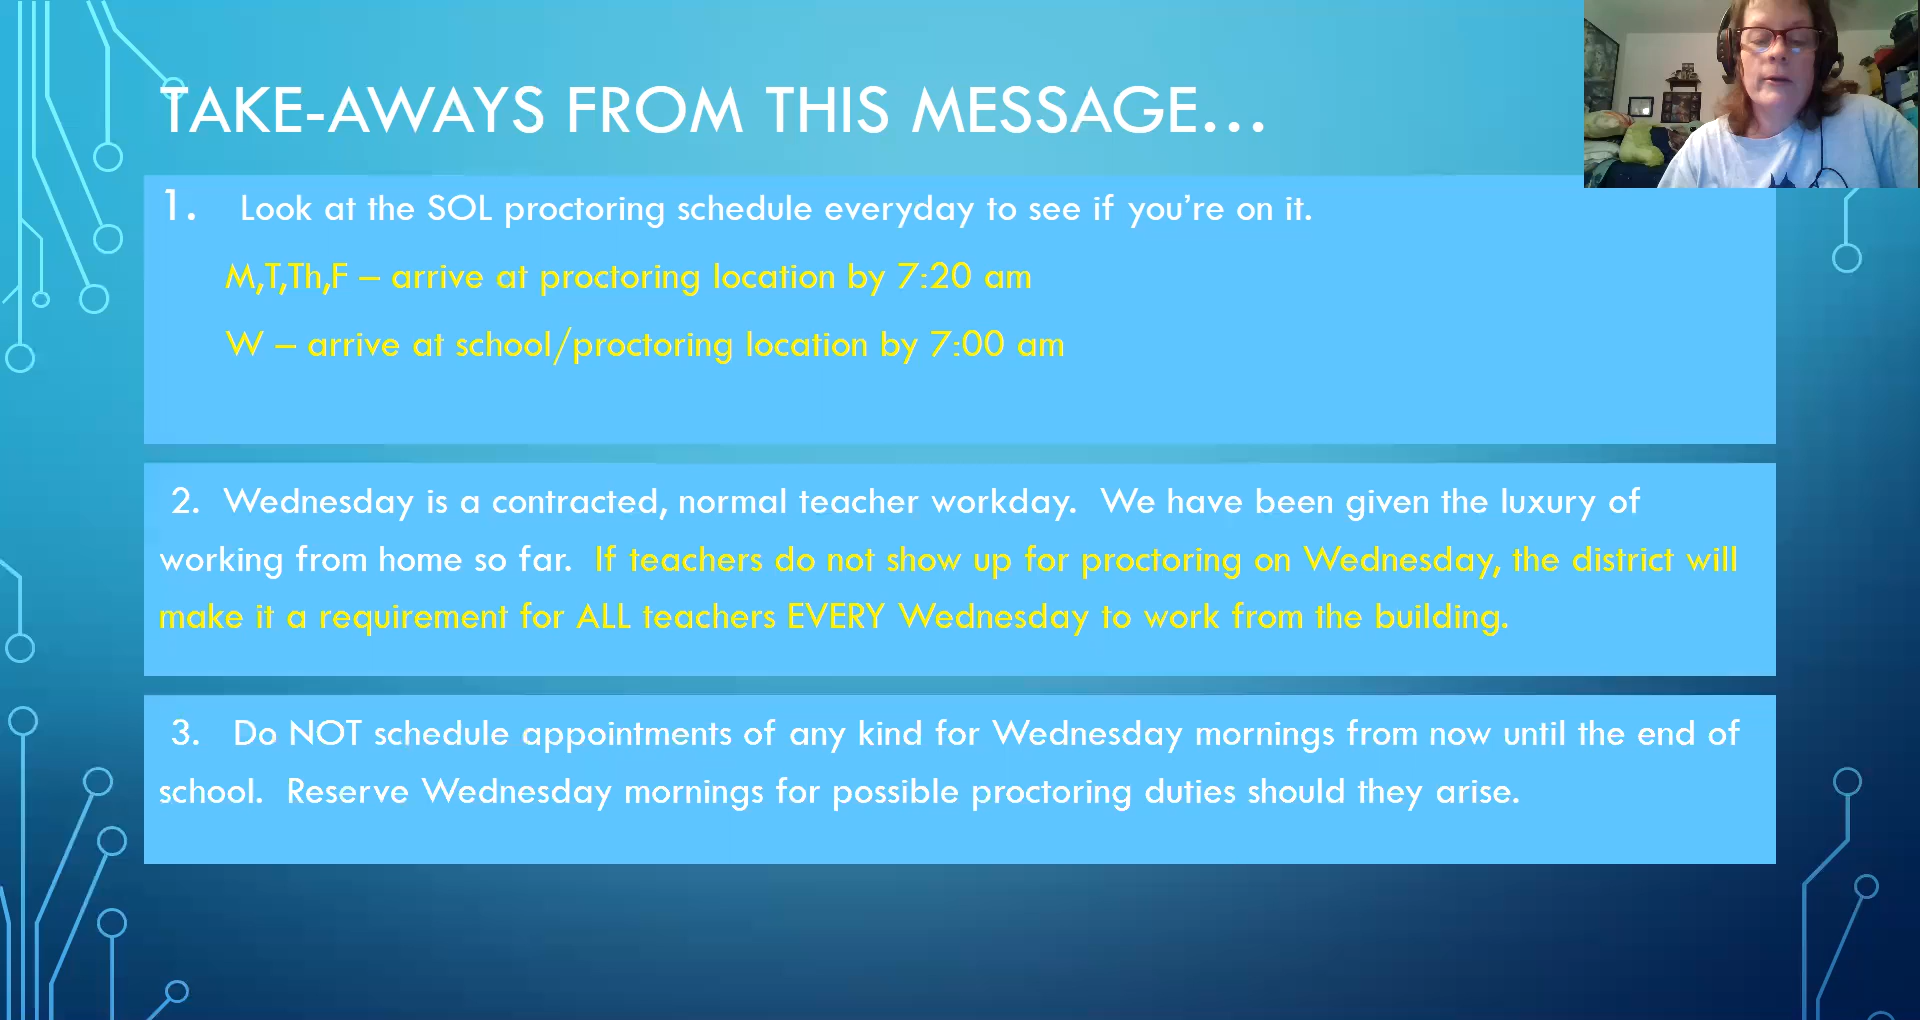 TAKE-AWAYS FROM THIS MESSAGE…
1. Look at the SOL proctoring schedule everyday to see if you’re on it.
M,T,Th,F – arrive at proctoring location by 7:20 am
W – arrive at school/proctoring location by 7:00 am
2. Wednesday is a contracted, normal teacher workday. We have been given the luxury of
working from home so far. If teachers do not show up for proctoring on Wednesday, the district will
make it a requirement for ALL teachers EVERY Wednesday to work from the building.
3. Do NOT schedule appointments of any kind for Wednesday mornings from now until the end of
school. Reserve Wednesday mornings for possible proctoring duties should they arise.